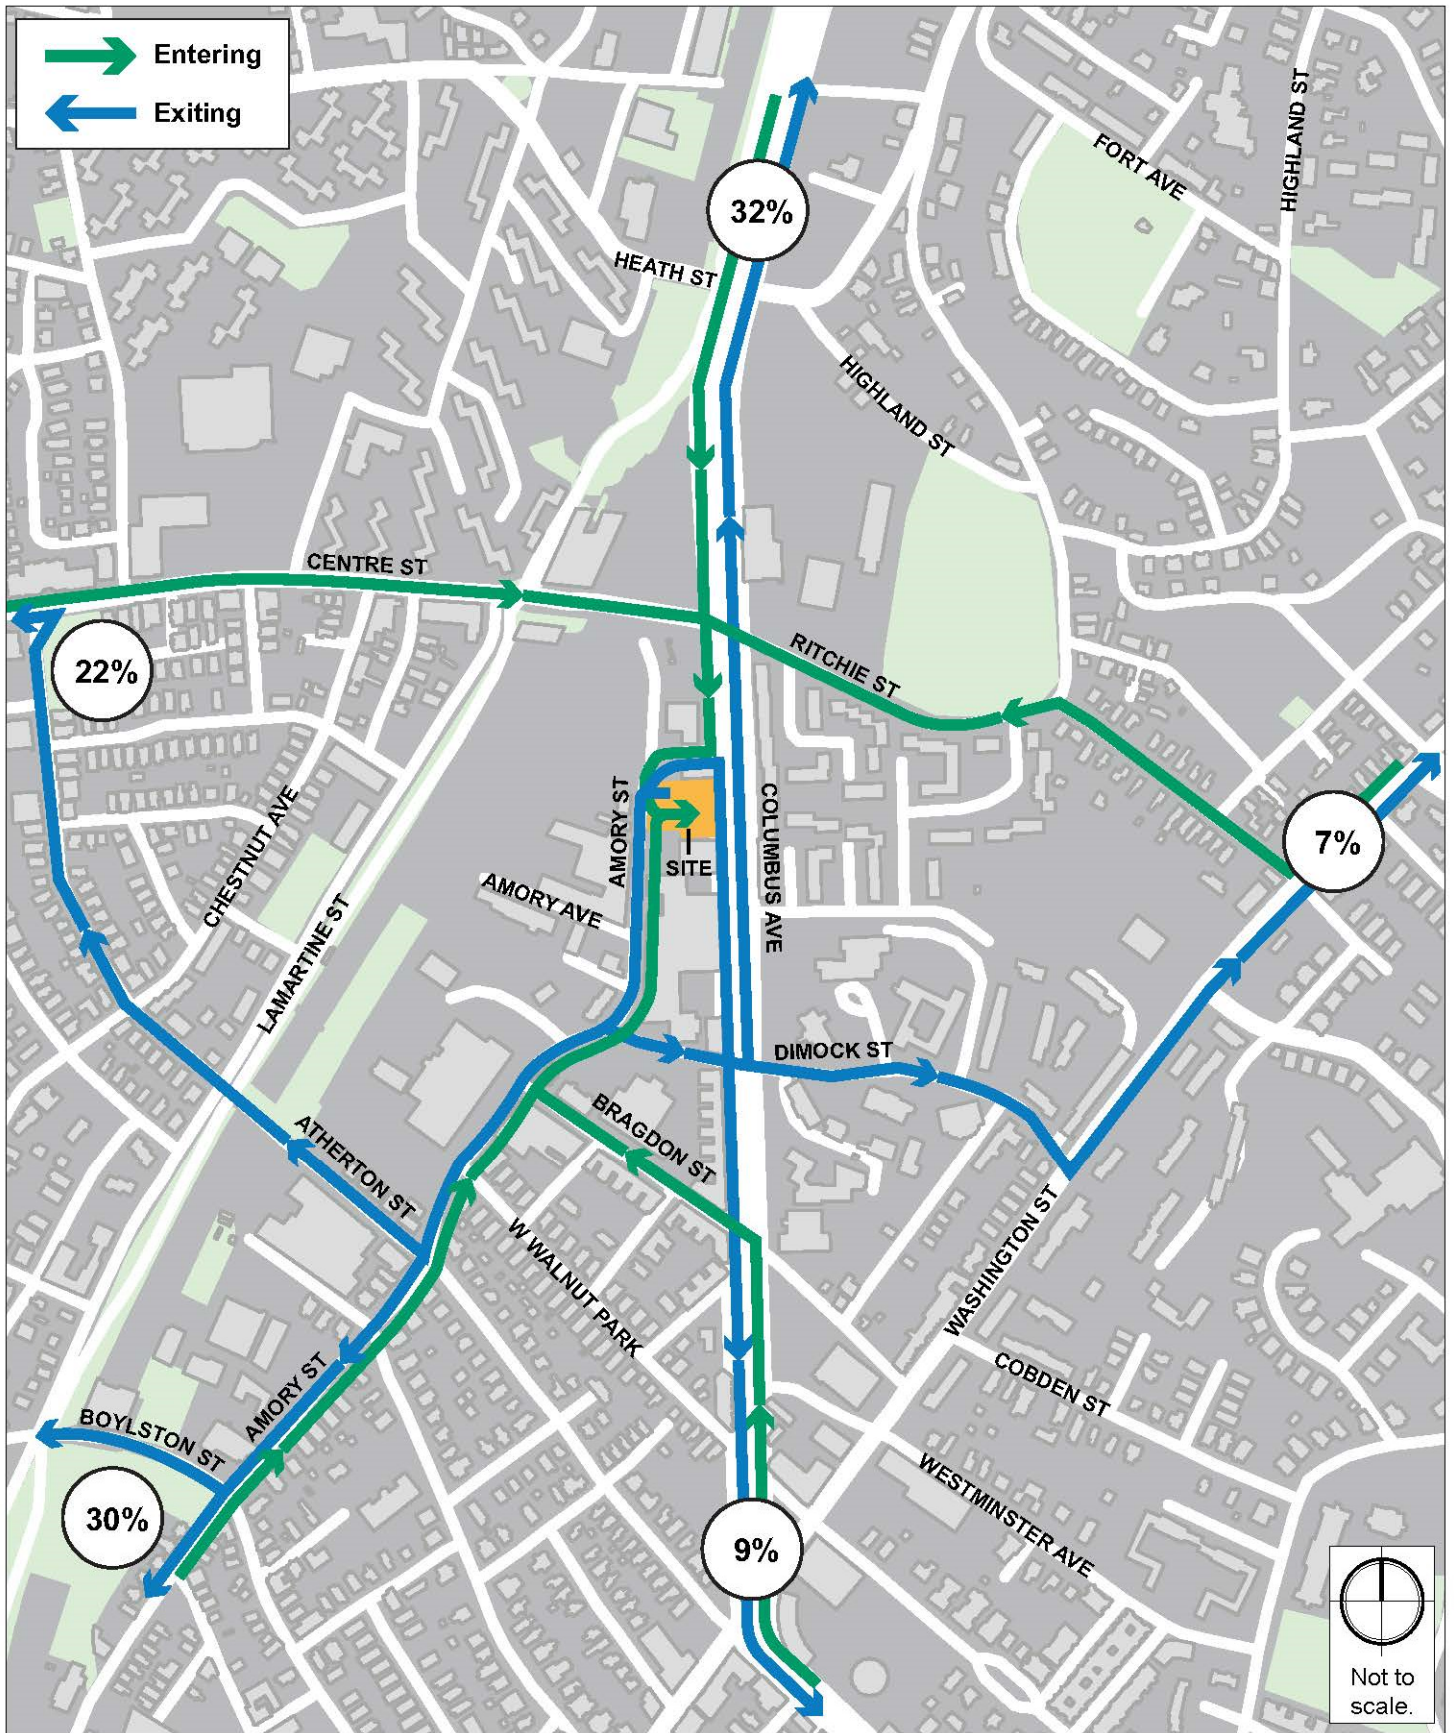 Entering
Exiting
32%
FORT AVE
HIGHLAND ST
HEATH ST
HIGHLAND ST
CENTRE ST
22%
RITCHIE ST
AMORY ST
SITE
COLUMBUS AVE
7%
CHESTNUT AVE
AMORY AVE
LAMARTINE ST
DIMOCK ST
ATHERTON ST
BRAGDON ST
W WALNUT PARK
WASHINGTON ST
COBDEN ST
AMORY ST
BOYLSTON ST
WESTMINSTER AVE
30%
9%
Not to
scale.